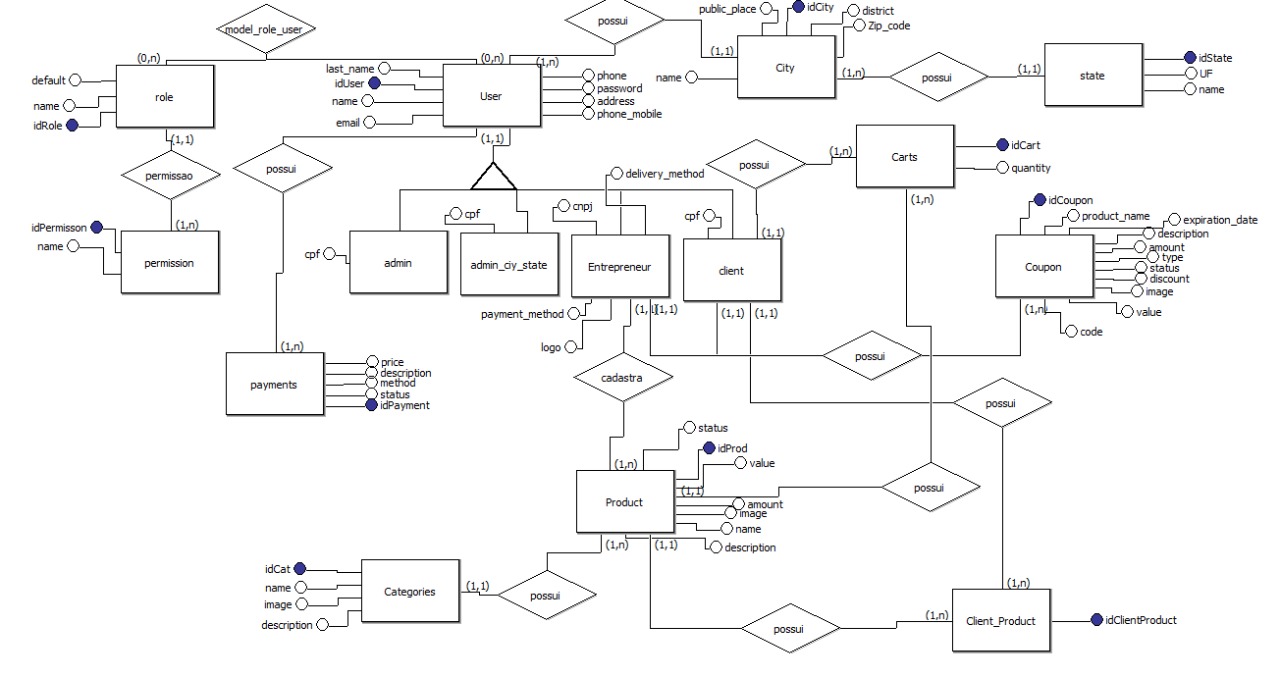 model_role_user
(0,n)
(0,n)
default
name
idRole
role
(1,1)
permissao
(1,n)
idPermisson
name
permission
possui
(1,n)
public_place
idCity
district
Zip_code
name
(1,1)
City
(1,n)
possui
(1,1)
state
idState
UF
name
last_name
idUser
name
email
User
phone
password
address
phone_mobile
(1,1)
possui
(1,n)
payments
price
description
method
status
idPayment
cpf
admin
cpf
admin_ciy_state
delivery_method
cnpj
Entrepreneur
payment_method
logo
(1,1)
(1,1)
cpf
client
(1,1)
(1,1)
(1,1)
possui
(1,n)
Carts
idCart
quantity
(1,n)
idCoupon
product_name
expiration_date
description
amount
type
status
discount
image
value
code
Coupon
(1,n)
possui
cadastra
possui
(1,n)
Product
status
idProd
value
(1,1)
amount
image
name
description
possui
(1,n)
(1,1)
idCat
name
image
description
Categories
(1,1)
possui
possui
(1,n)
(1,n)
Client_Product
idClientProduct